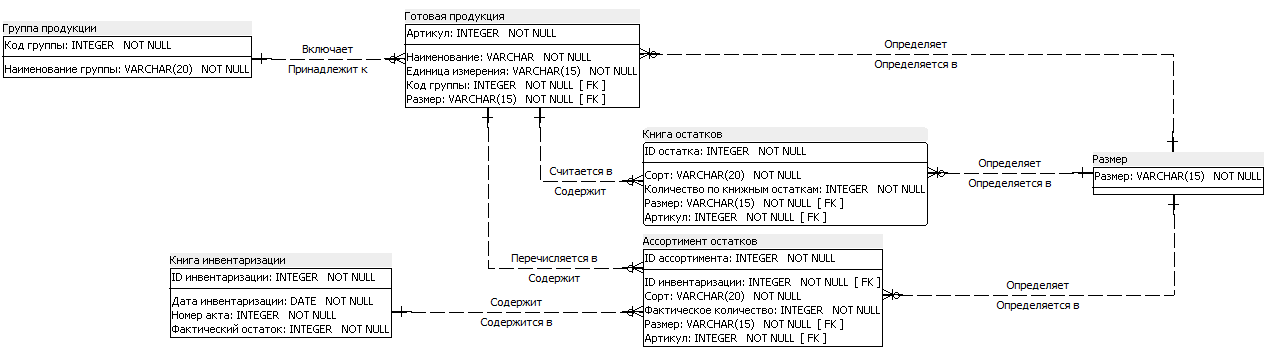 Группа продукции
Код группы: INTEGER NOT NULL
Наименование группы: VARCHAR(20) NOT NULL
Включает
Принадлежит к
Готовая продукция
Артикул: INTEGER NOT NULL
Наименование: VARCHAR NOT NULL
Единица измерения: VARCHAR(15) NOT NULL
Код группы: INTEGER NOT NULL [ FK ]
Размер: VARCHAR(15) NOT NULL [ FK ]
Определяет
Определяется в
Книга остатков
ID остатка: INTEGER NOT NULL
Сорт: VARCHAR(20) NOT NULL
Количество по книжным остаткам: INTEGER NOT NULL
Размер: VARCHAR(15) NOT NULL [ FK ]
Артикул: INTEGER NOT NULL [ FK ]
Считается в
Содержит
Определяет
Определяется в
Размер
Размер: VARCHAR(15) NOT NULL
Перечисляется в
Содержит
Ассортимент остатков
ID ассортимента: INTEGER NOT NULL
ID инвентаризации: INTEGER NOT NULL [ FK ]
Сорт: VARCHAR(20) NOT NULL
Фактическое количество: INTEGER NOT NULL
Размер: VARCHAR(15) NOT NULL [ FK ]
Артикул: INTEGER NOT NULL [ FK ]
Определяет
Определяется в
Книга инвентаризации
ID инвентаризации: INTEGER NOT NULL
Дата инвентаризации: DATE NOT NULL
Номер акта: INTEGER NOT NULL
Фактический остаток: INTEGER NOT NULL
Содержит
Содержится в